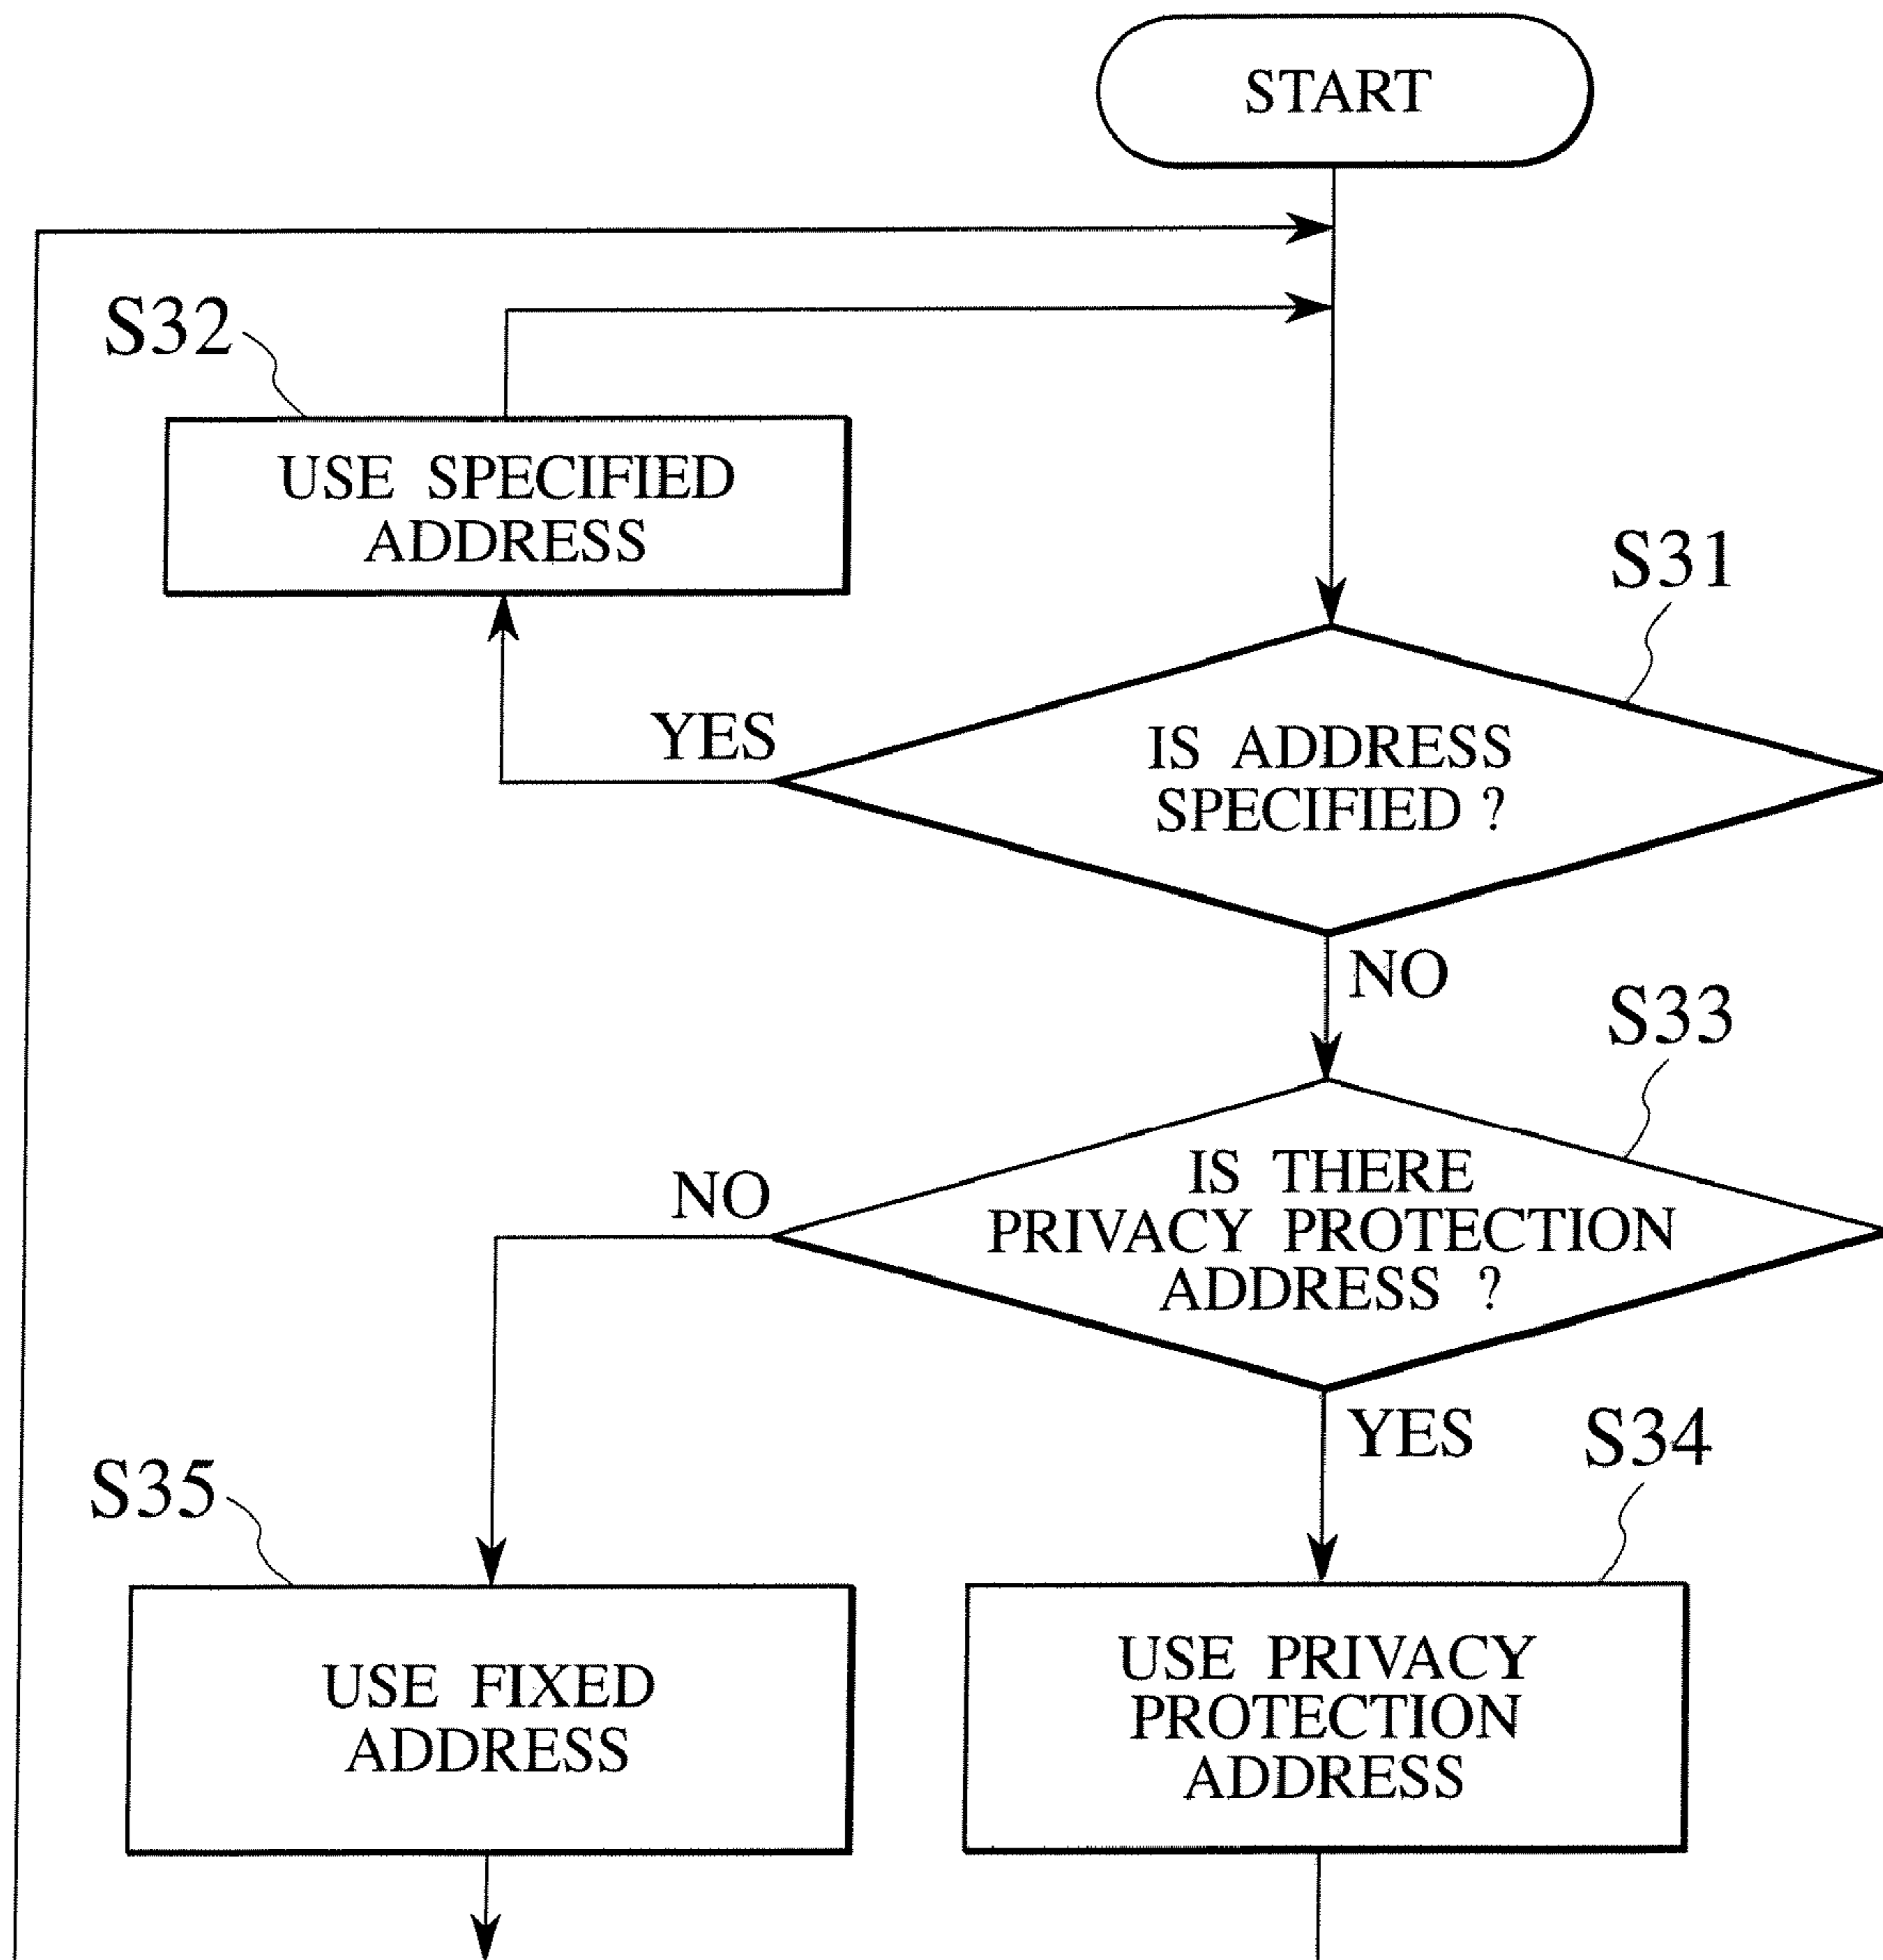 START
S32
USE SPECIFIED
ADDRESS
S31
YES
IS ADDRESS
SPECIFIED ?
NO
S33
NO
IS THERE
PRIVACY PROTECTION
ADDRESS ?
YES
S34
S35
USE FIXED
ADDRESS
USE PRIVACY
PROTECTION
ADDRESS